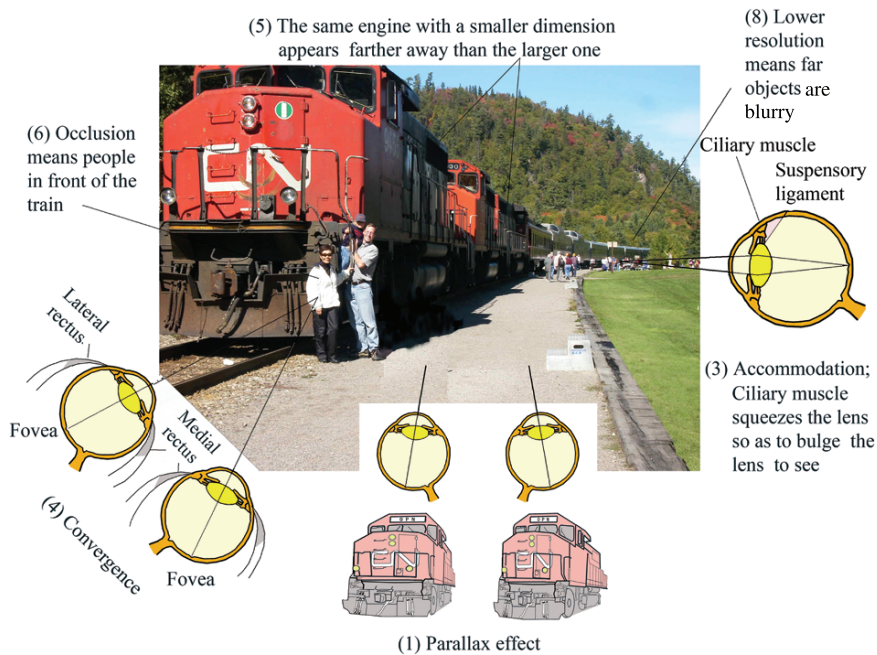 (5) The same engine with a smaller dimension
appears farther away than the larger one
(8) Lower
resolution
means far
objects are
blurry
(6) Occlusion
means people
in front of the
train
CN
Ciliary muscle
Suspensory
ligament
Lateral
rectus.
Fovea
Medial
rectus
(4) Convergence
Fovea
(3) Accommodation;
Ciliary muscle
squeezes the lens
so as to bulge the
lens to see
CN
CN
(1) Parallax effect